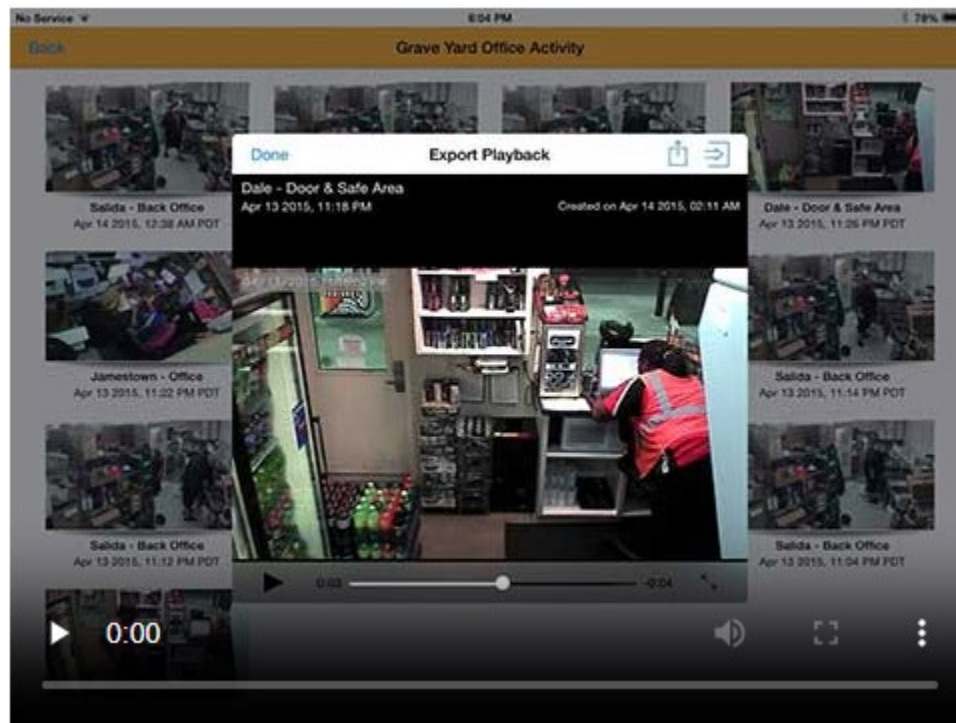 No Service
6:04 PM
78%
Back
Grave Yard Office Activity
Done
Export Playback
Dale - Door & Safe Area
Apr 13 2015, 11:18 PM
Created on Apr 14 2015, 02:11 AM
Salida - Back Office
Apr 14 2015, 12:38 AM PDT
Dale - Door & Safe Area
Apr 13 2015, 11:26 PM PDT
Jamestown - Office
Apr 13 2015, 11:22 PM PDT
Salida - Back Office
Apr 13 2015, 11:14 PM PDT
Salida - Back Office
Apr 13 2015, 11:12 PM PDT
Salida - Back Office
Apr 13 2015, 11:04 PM PDT
0:03
-0:04
0:00